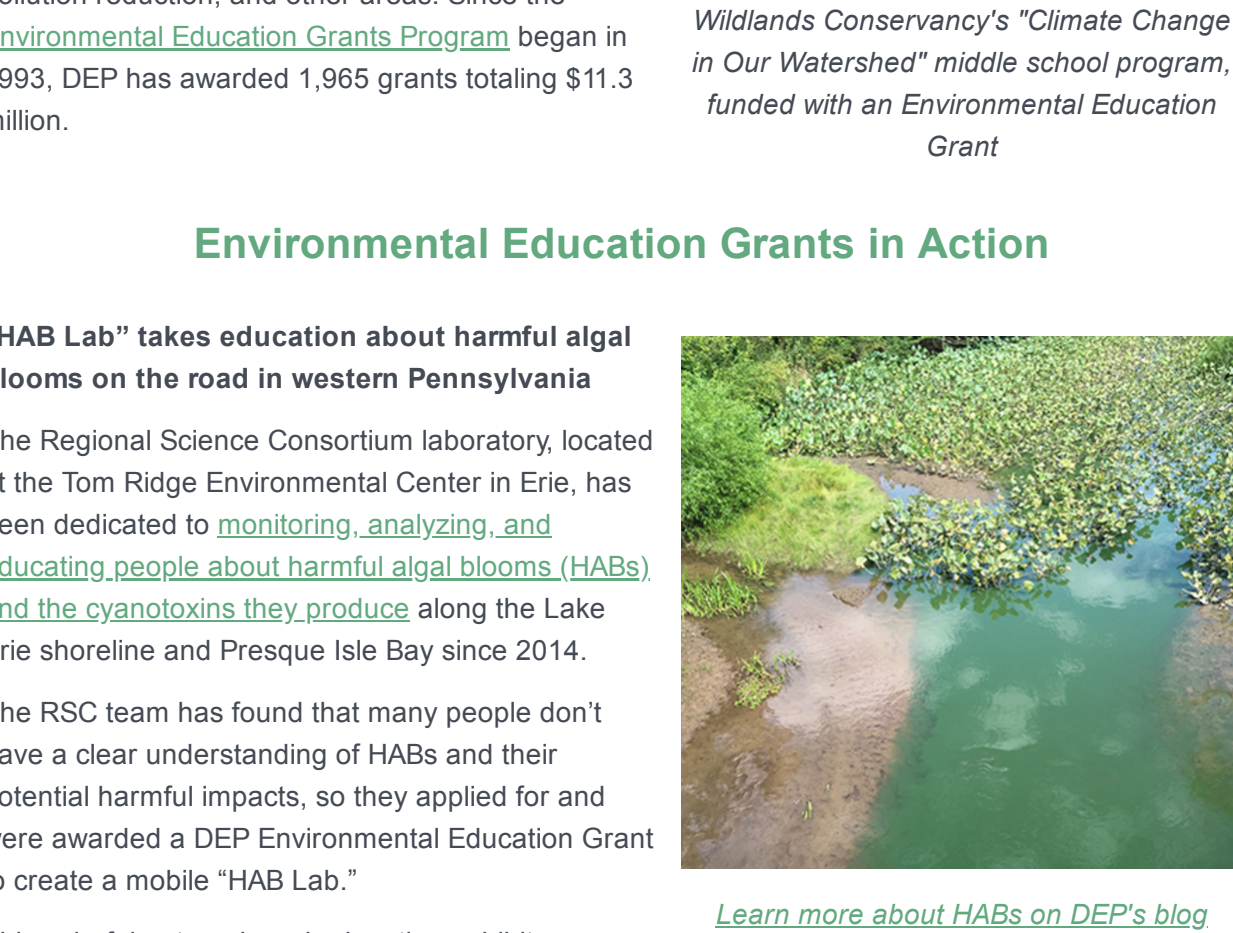 nvironmental Education Grants Program began in
993, DEP has awarded 1,965 grants totaling $11.3
illion.
Wildlands Conservancy's "Climate Change
in Our Watershed" middle school program,
funded with an Environmental Education
Grant
Environmental Education Grants in Action
HAB Lab” takes education about harmful algal
looms on the road in western Pennsylvania
he Regional Science Consortium laboratory, located
t the Tom Ridge Environmental Center in Erie, has
een dedicated to monitoring, analyzing, and
ducating people about harmful algal blooms (HABs)
nd the cyanotoxins they produce along the Lake
rie shoreline and Presque Isle Bay since 2014.
he RSC team has found that many people don’t
ave a clear understanding of HABs and their
otential harmful impacts, so they applied for and
ere awarded a DEP Environmental Education Grant
o create a mobile “HAB Lab.”
Learn more about HABs on DEP's blog